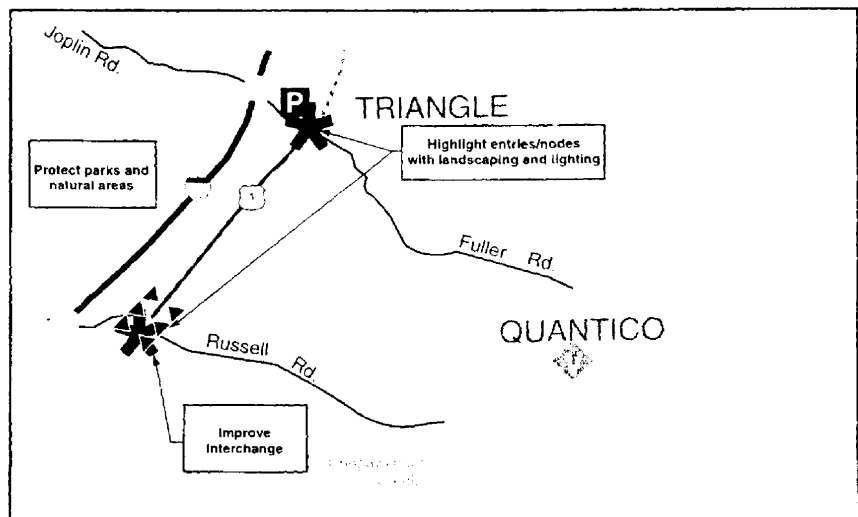 Joplin Rd.
P
TRIANGLE
Highlight entries/nodes
with landscaping and lighting
Protect parks and
natural areas
1
Fuller Rd.
QUANTICO
Russell Rd.
Improve
Interchange